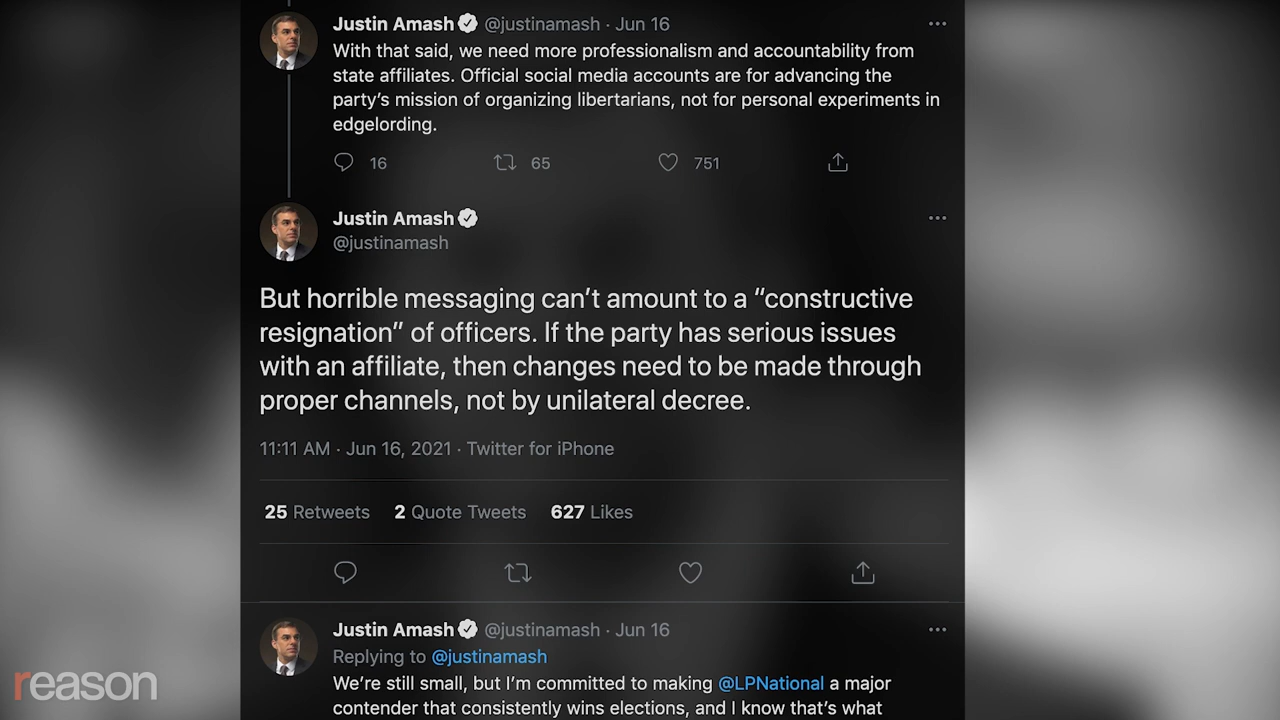 Justin Amash @justinamash · Jun 16
With that said, we need more professionalism and accountability from
state affiliates. Official social media accounts are for advancing the
party’s mission of organizing libertarians, not for personal experiments in
edgelording.
16 65 751
Justin Amash
@justinamash
But horrible messaging can’t amount to a “constructive
resignation” of officers. If the party has serious issues
with an affiliate, then changes need to be made through
proper channels, not by unilateral decree.
11:11 AM · Jun 16, 2021 · Twitter for iPhone
25 Retweets 2 Quote Tweets 627 Likes
Justin Amash @justinamash · Jun 16
Replying to @justinamash
We’re still small, but I’m committed to making @LPNational a major
contender that consistently wins elections, and I know that’s what
reason